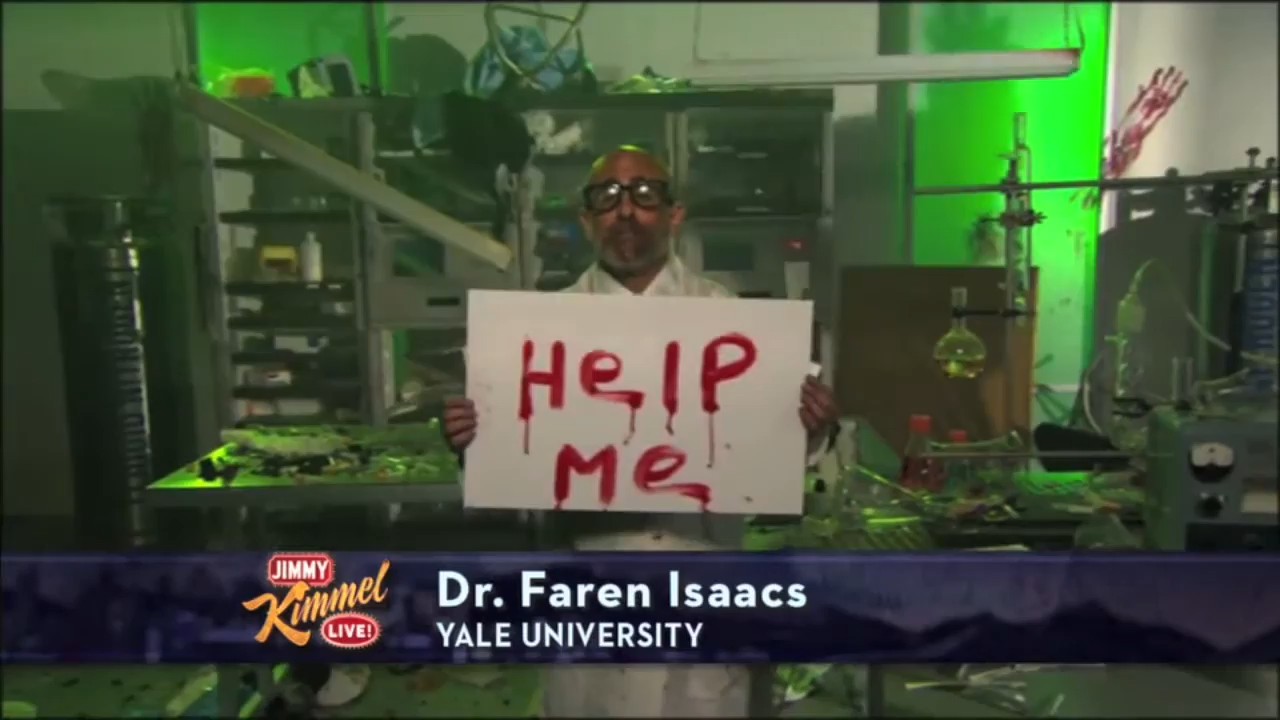 HelP
Me
JIMMY
Kimmel
LIVE!
Dr. Faren Isaacs
YALE UNIVERSITY